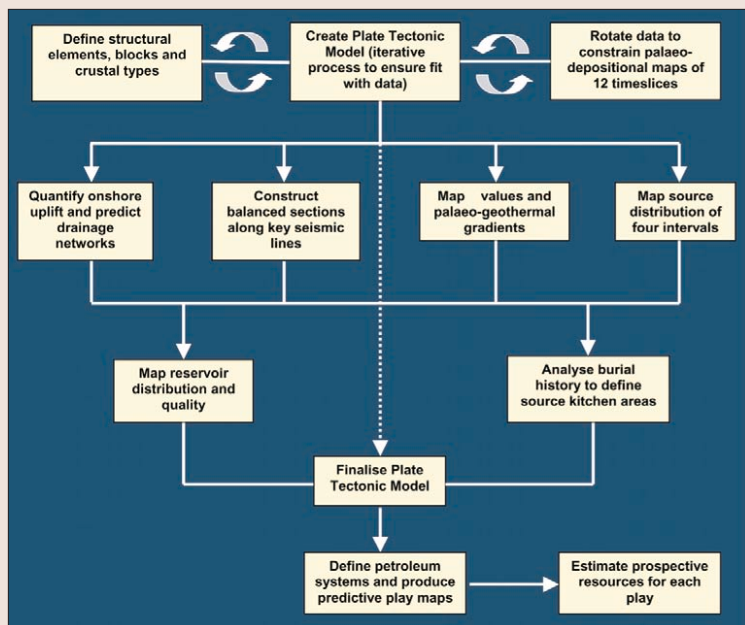 Define structural
elements, blocks and
crustal types
Create Plate Tectonic
Model (iterative
process to ensure fit
with data)
Rotate data to
constrain palaeo-
depositional maps of
12 timeslices
Quantify onshore
uplift and predict
drainage
networks
Construct
balanced sections
along key seismic
lines
Map values and
palaeo-geothermal
gradients
Map source
distribution of
four intervals
Map reservoir
distribution and
quality
Analyse burial
history to define
source kitchen areas
Finalise Plate
Tectonic Model
Define petroleum
systems and produce
predictive play maps
Estimate prospective
resources for each
play